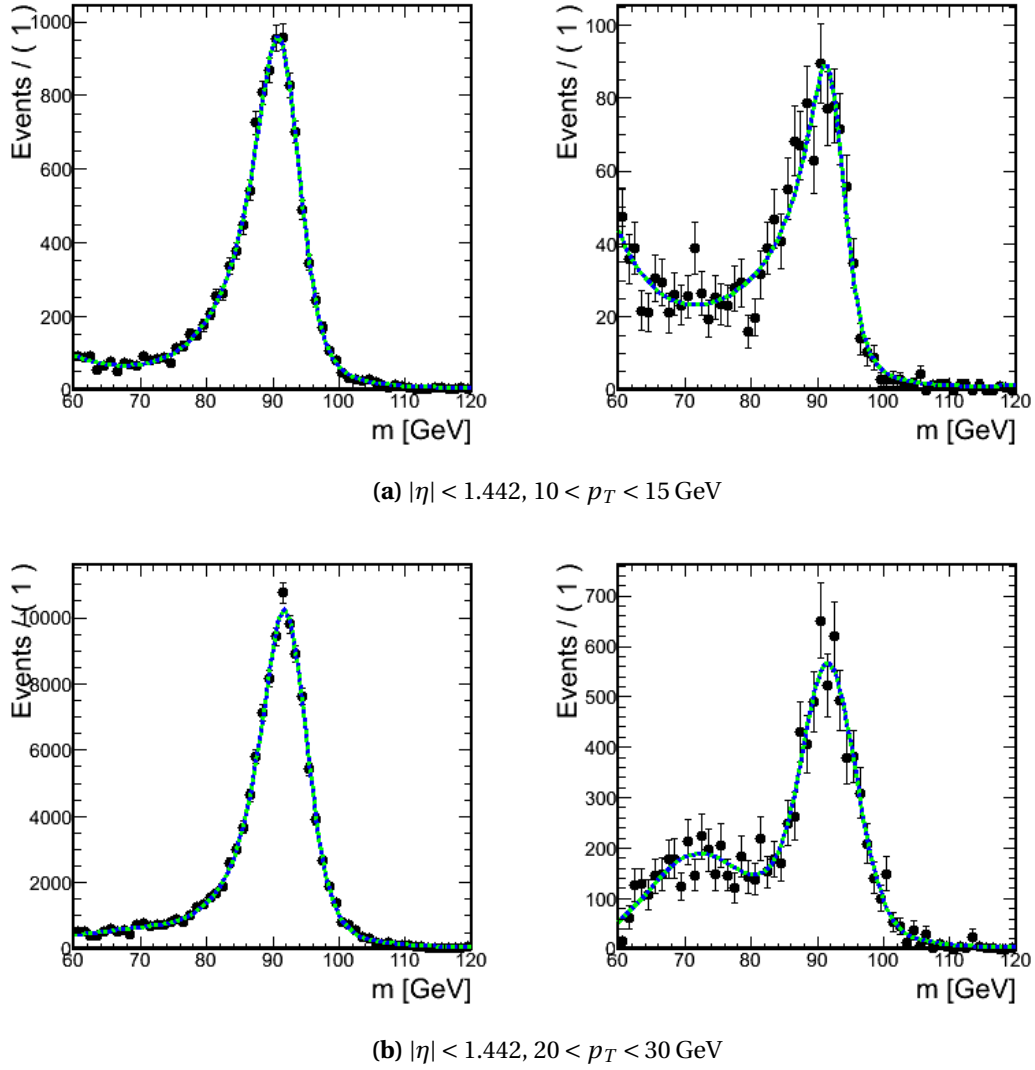 Events / ( 1 )
1000
800
600
400
200
0
60 70 80 90 100 110 120
m [GeV]
Events / ( 1 )
100
80
60
40
20
0
60 70 80 90 100 110 120
m [GeV]
(a) |η| < 1.442, 10 < p_T < 15 GeV
Events / ( 1 )
10000
8000
6000
4000
2000
0
60 70 80 90 100 110 120
m [GeV]
Events / ( 1 )
700
600
500
400
300
200
100
0
60 70 80 90 100 110 120
m [GeV]
(b) |η| < 1.442, 20 < p_T < 30 GeV